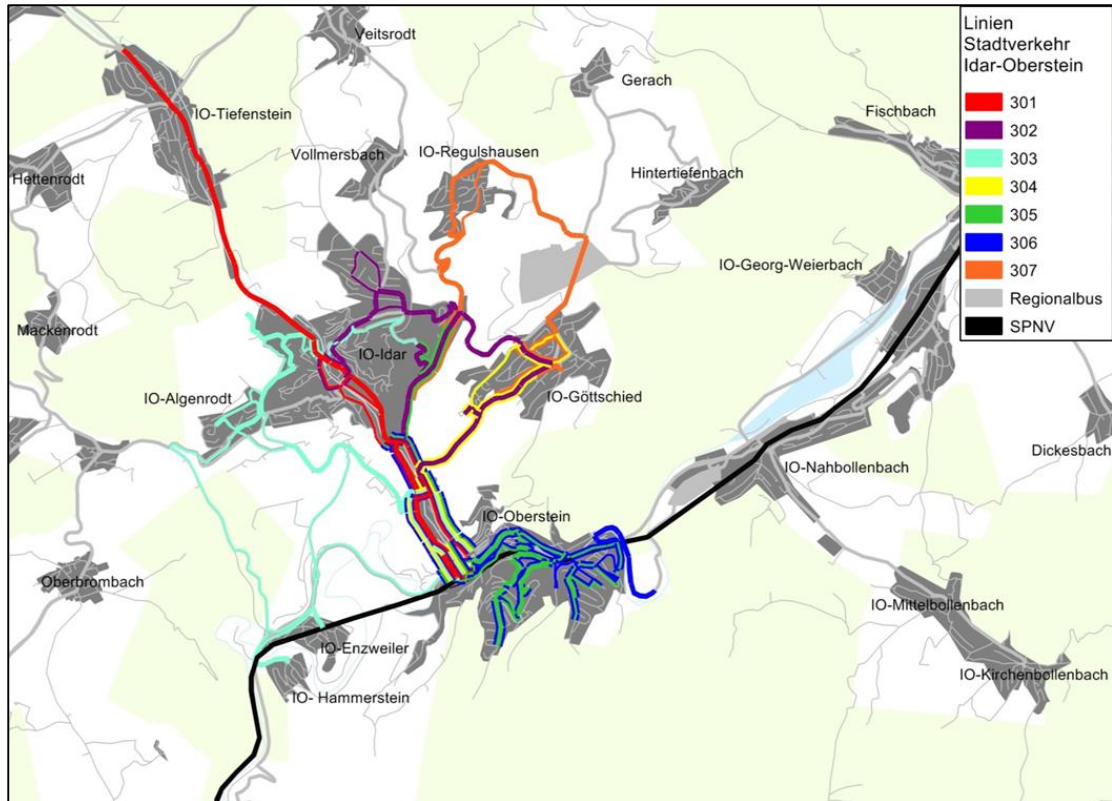 Linien
Stadtverkehr
Idar-Oberstein
301
302
303
304
305
306
307
Regionalbus
SPNV
Veitsrodt
Gerach
Fischbach
IO-Tiefenstein
Vollmersbach
IO-Regulshausen
Hettenrodt
Hintertiefenbach
IO-Georg-Weierbach
Mackenrodt
IO-Idar
IO-Algenrodt
IO-Göttschied
Dickesbach
IO-Nahbollenbach
IO-Oberstein
Oberbrombach
IO-Mittelbollenbach
IO-Enzweiler
IO-Kirchenbollenbach
IO- Hammerstein